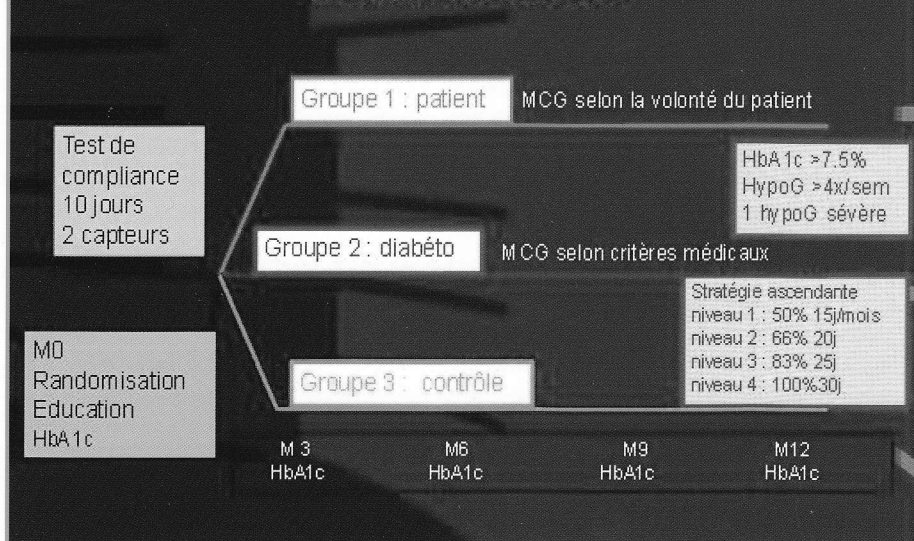 Groupe 1 : patient
MCG selon la volonté du patient
Test de
compliance
10 jours
2 capteurs
HbA1c >7.5%
HypoG >4x/sem
1 hypoG sévère
Groupe 2 : diabéto
MCG selon critères médicaux
Stratégie ascendante
niveau 1 : 50% 15j/mois
niveau 2 : 66% 20j
niveau 3 : 83% 25j
niveau 4 : 100%30j
M0
Randomisation
Education
HbA1c
Groupe 3 : contrôle
M 3
HbA1c
M6
HbA1c
M9
HbA1c
M12
HbA1c